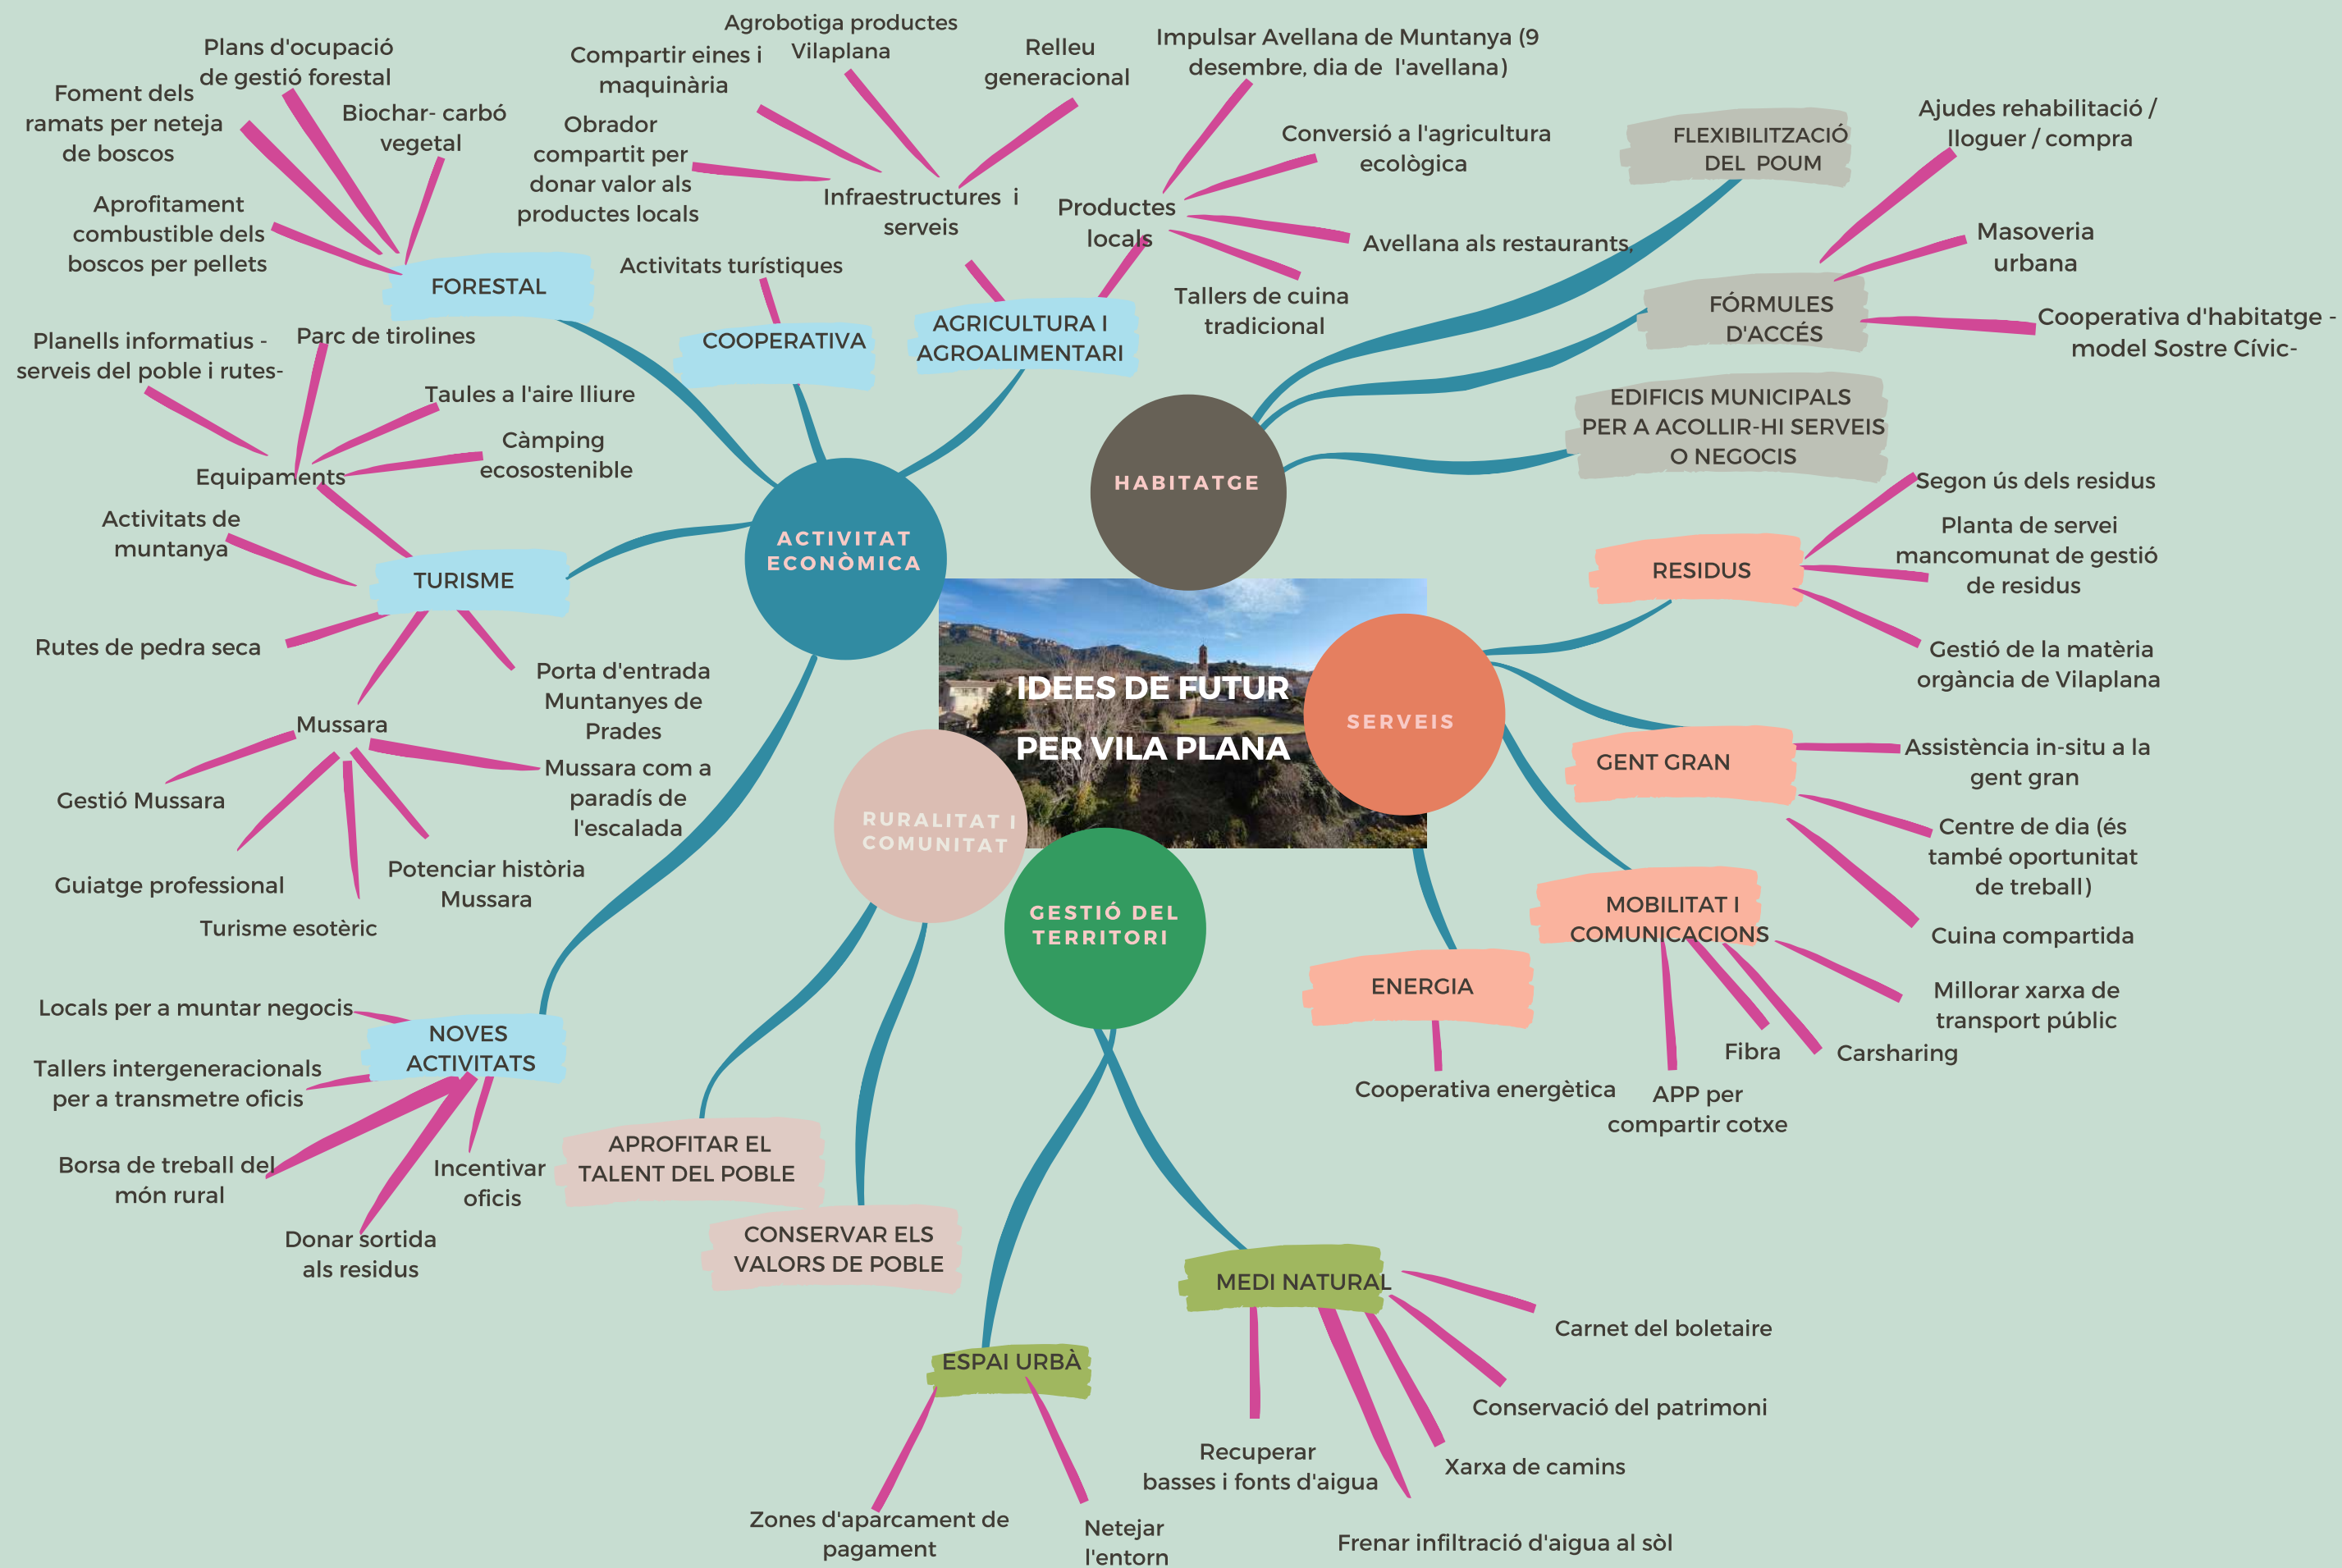 IDEES DE FUTUR
PER VILA PLANA
ACTIVITAT
ECONÒMICA
FORESTAL
Plans d'ocupació
de gestió forestal
Foment dels
ramats per neteja
de boscos
Biochar- carbó
vegetal
Aprofitament
combustible dels
boscos per pellets
COOPERATIVA
Activitats turístiques
AGRICULTURA I
AGROALIMENTARI
Infraestructures i
serveis
Agrobotiga productes
Vilaplana
Compartir eines i
maquinària
Obrador
compartit per
donar valor als
productes locals
Relleu
generacional
Productes
locals
Impulsar Avellana de Muntanya (9
desembre, dia de l'avellana)
Conversió a l'agricultura
ecològica
Avellana als restaurants,
Tallers de cuina
tradicional
TURISME
Equipaments
Planells informatius -
serveis del poble i rutes-
Parc de tirolines
Taules a l'aire lliure
Càmping
ecosostenible
Activitats de
muntanya
Rutes de pedra seca
Porta d'entrada
Muntanyes de
Prades
Mussara
Gestió Mussara
Guiatge professional
Turisme esotèric
Potenciar història
Mussara
Mussara com a
paradís de
l'escalada
NOVES
ACTIVITATS
Locals per a muntar negocis
Tallers intergeneracionals
per a transmetre oficis
Borsa de treball del
món rural
Donar sortida
als residus
Incentivar
oficis
HABITATGE
FLEXIBILITZACIÓ
DEL POUM
FÓRMULES
D'ACCÉS
Ajudes rehabilitació /
lloguer / compra
Masoveria
urbana
Cooperativa d'habitatge -
model Sostre Cívic-
EDIFICIS MUNICIPALS
PER A ACOLLIR-HI SERVEIS
O NEGOCIS
SERVEIS
RESIDUS
Segon ús dels residus
Planta de servei
mancomunat de gestió
de residus
Gestió de la matèria
orgància de Vilaplana
GENT GRAN
Assistència in-situ a la
gent gran
Centre de dia (és
també oportunitat
de treball)
Cuina compartida
MOBILITAT I
COMUNICACIONS
Millorar xarxa de
transport públic
Carsharing
Fibra
APP per
compartir cotxe
ENERGIA
Cooperativa energètica
RURALITAT I
COMUNITAT
APROFITAR EL
TALENT DEL POBLE
CONSERVAR ELS
VALORS DE POBLE
GESTIÓ DEL
TERRITORI
ESPAI URBÀ
Zones d'aparcament de
pagament
Netejar
l'entorn
MEDI NATURAL
Carnet del boletaire
Conservació del patrimoni
Xarxa de camins
Recuperar
basses i fonts d'aigua
Frenar infiltració d'aigua al sòl